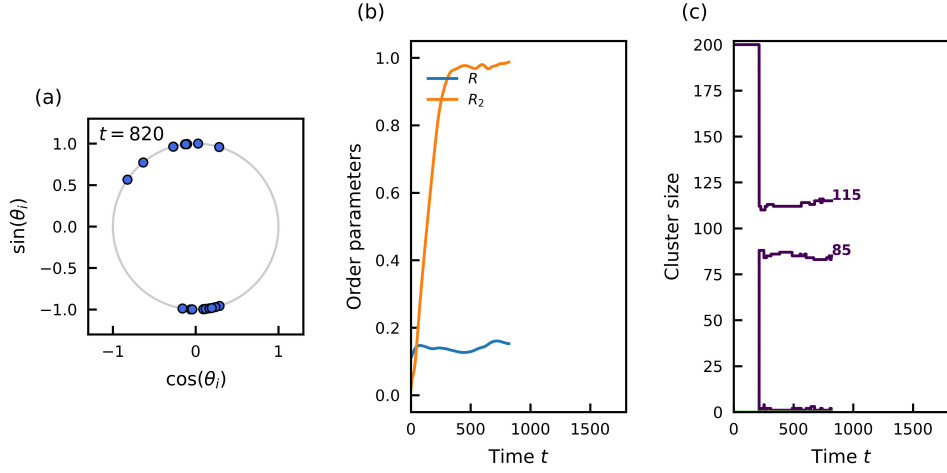 (a)
t = 820
1.0
0.5
0.0
−0.5
−1.0
−1
0
1
sin(θi)
cos(θi)
(b)
R
R2
1.0
0.8
0.6
0.4
0.2
0.0
0
500
1000
1500
Order parameters
Time t
(c)
200
175
150
125
100
75
50
25
0
115
85
0
500
1000
1500
Cluster size
Time t